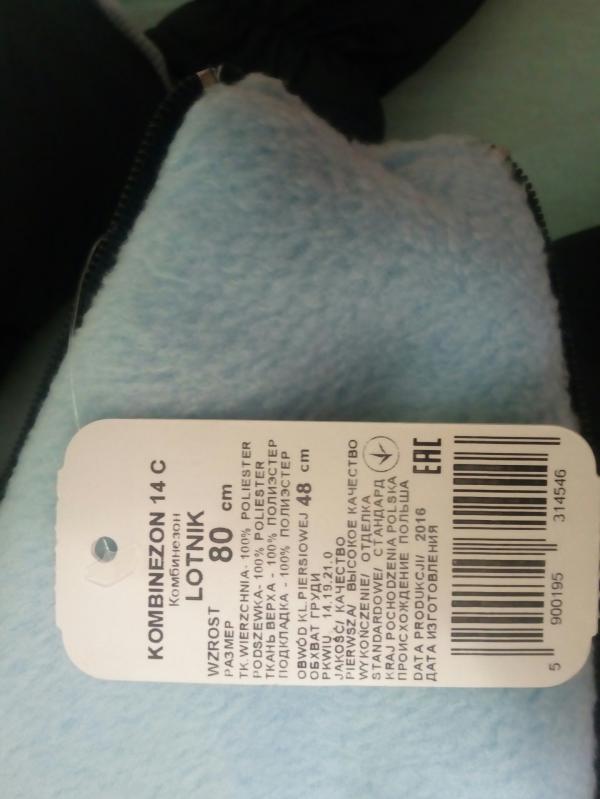 KOMBINEZON 14 C
Комбинезон
LOTNIK
WZROST 80 cm
РАЗМЕР
TK.WIERZCHNIA- 100% POLIESTER
PODSZEWKA- 100% POLIESTER
ТКАНЬ ВЕРХА - 100% ПОЛИЭСТЕР
ПОДКЛАДКА - 100% ПОЛИЭСТЕР
OBWÓD KL.PIERSIOWEJ 48 cm
ОБХВАТ ГРУДИ
PKWIU 14.19.21.0
JAKOŚĆ/ КАЧЕСТВО
PIERWSZA/ ВЫСОКОЕ КАЧЕСТВО
WYKOŃCZENIE/ ОТДЕЛКА
STANDARDOWE/ СТАНДАРД
KRAJ POCHODZENIA POLSKA
ПРОИСХОЖДЕНИЕ ПОЛЬША
DATA PRODUKCJI/ 2016
ДАТА ИЗГОТОВЛЕНИЯ
EAC
5 900195 314546